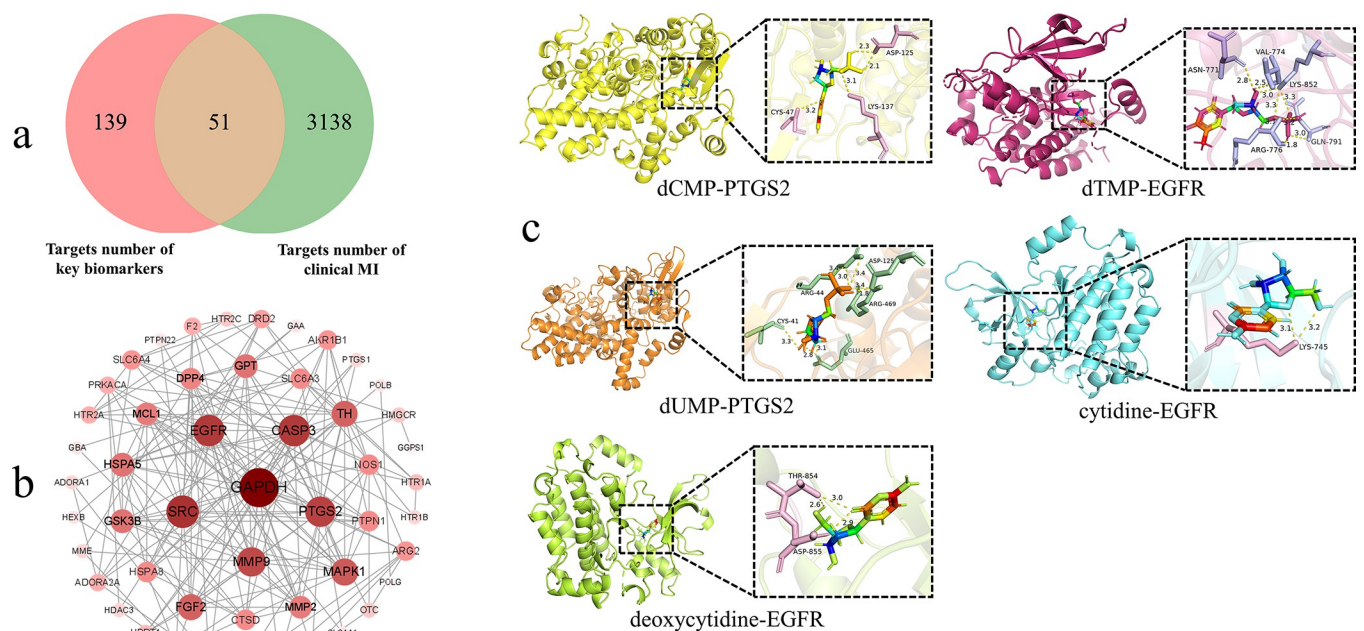 a
139
51
3138
Targets number of
key biomarkers
Targets number of
clinical MI
b
HTR2C
DRD2
F2
GAA
PTPN22
AKR1B1
SLC6A4
GPT
PTGS1
DPP4
SLC6A3
PRKACA
POLB
MCL1
TH
HTR2A
HMGCR
EGFR
CASP3
GBA
GGPS1
HSPA5
NOS1
ADORA1
GAPDH
HTR1A
HEXB
GSK3B
SRC
PTGS2
PTPN1
HTR1B
MME
ARG2
MMP9
ADORA2A
HSPA8
MAPK1
POLG
HDAC3
FGF2
MMP2
OTC
CTSD
c
2.3
ASP-125
2.1
3.1
CYS-47
3.2
LYS-137
dCMP-PTGS2
VAL-774
ASN-771
2.8
2.5
LYS-852
3.0
3.3
3.3
3.0
ARG-776
1.8
GLN-791
dTMP-EGFR
ASP-125
3.0
3.4
ARG-44
3.4
1.8
ARG-469
CYS-41
3.3
3.1
2.8
GLU-465
dUMP-PTGS2
3.1
3.2
LYS-745
cytidine-EGFR
THR-854
3.0
2.6
2.9
ASP-855
deoxycytidine-EGFR